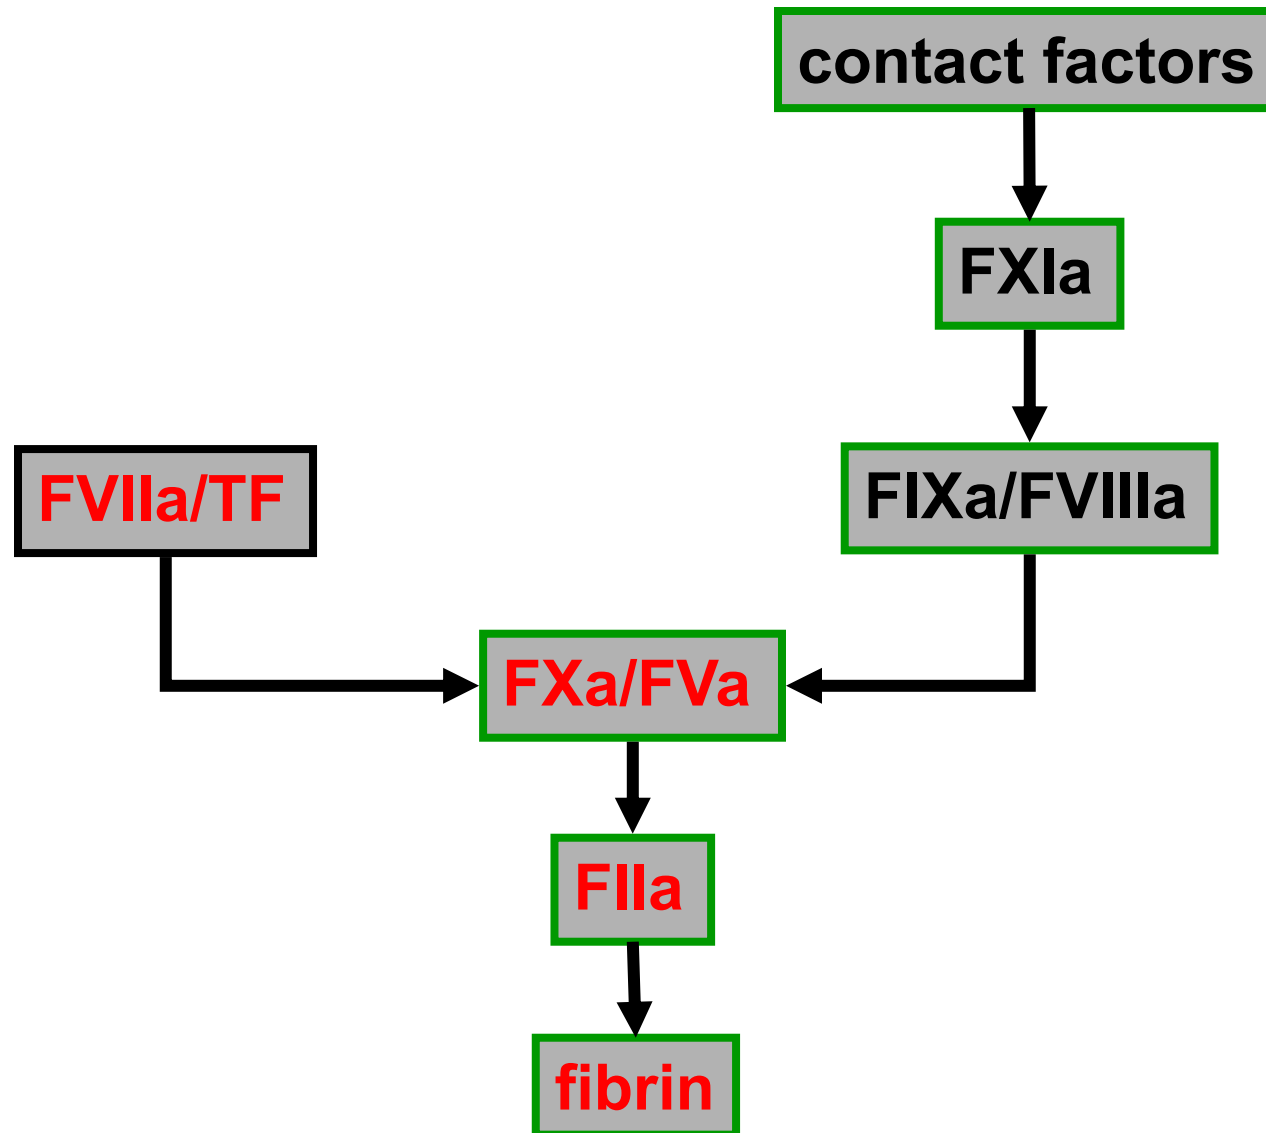 contact factors
FXIa
FVIIa/TF
FIXa/FVIIIa
FXa/FVa
FIIa
fibrin